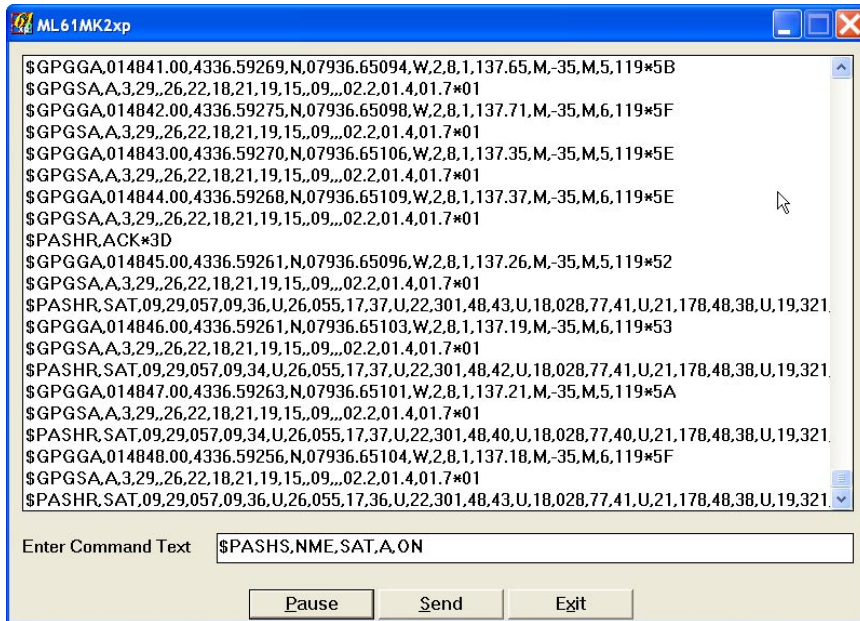 ML61MK2xp
$GPGGA,014841.00,4336.59269,N,07936.65094,W,2,8,1,137.65,M,-35,M,5,119*5B
$GPGSA,A,3,29,,26,22,18,21,19,15,,09,,,02.2,01.4,01.7*01
$GPGGA,014842.00,4336.59275,N,07936.65098,W,2,8,1,137.71,M,-35,M,6,119*5F
$GPGSA,A,3,29,,26,22,18,21,19,15,,09,,,02.2,01.4,01.7*01
$GPGGA,014843.00,4336.59270,N,07936.65106,W,2,8,1,137.35,M,-35,M,5,119*5E
$GPGSA,A,3,29,,26,22,18,21,19,15,,09,,,02.2,01.4,01.7*01
$GPGGA,014844.00,4336.59268,N,07936.65109,W,2,8,1,137.37,M,-35,M,6,119*5E
$GPGSA,A,3,29,,26,22,18,21,19,15,,09,,,02.2,01.4,01.7*01
$PASHR,ACK*3D
$GPGGA,014845.00,4336.59261,N,07936.65096,W,2,8,1,137.26,M,-35,M,5,119*52
$GPGSA,A,3,29,,26,22,18,21,19,15,,09,,,02.2,01.4,01.7*01
$PASHR,SAT,09,29,057,09,36,U,26,055,17,37,U,22,301,48,43,U,18,028,77,41,U,21,178,48,38,U,19,321,
$GPGGA,014846.00,4336.59261,N,07936.65103,W,2,8,1,137.19,M,-35,M,6,119*53
$GPGSA,A,3,29,,26,22,18,21,19,15,,09,,,02.2,01.4,01.7*01
$PASHR,SAT,09,29,057,09,34,U,26,055,17,37,U,22,301,48,42,U,18,028,77,41,U,21,178,48,38,U,19,321,
$GPGGA,014847.00,4336.59263,N,07936.65101,W,2,8,1,137.21,M,-35,M,5,119*5A
$GPGSA,A,3,29,,26,22,18,21,19,15,,09,,,02.2,01.4,01.7*01
$PASHR,SAT,09,29,057,09,34,U,26,055,17,37,U,22,301,48,40,U,18,028,77,40,U,21,178,48,38,U,19,321,
$GPGGA,014848.00,4336.59256,N,07936.65104,W,2,8,1,137.18,M,-35,M,6,119*5F
$GPGSA,A,3,29,,26,22,18,21,19,15,,09,,,02.2,01.4,01.7*01
$PASHR,SAT,09,29,057,09,36,U,26,055,17,36,U,22,301,48,43,U,18,028,77,41,U,21,178,48,38,U,19,321,
Enter Command Text $PASHS,NME,SAT,A,ON
Pause Send Exit